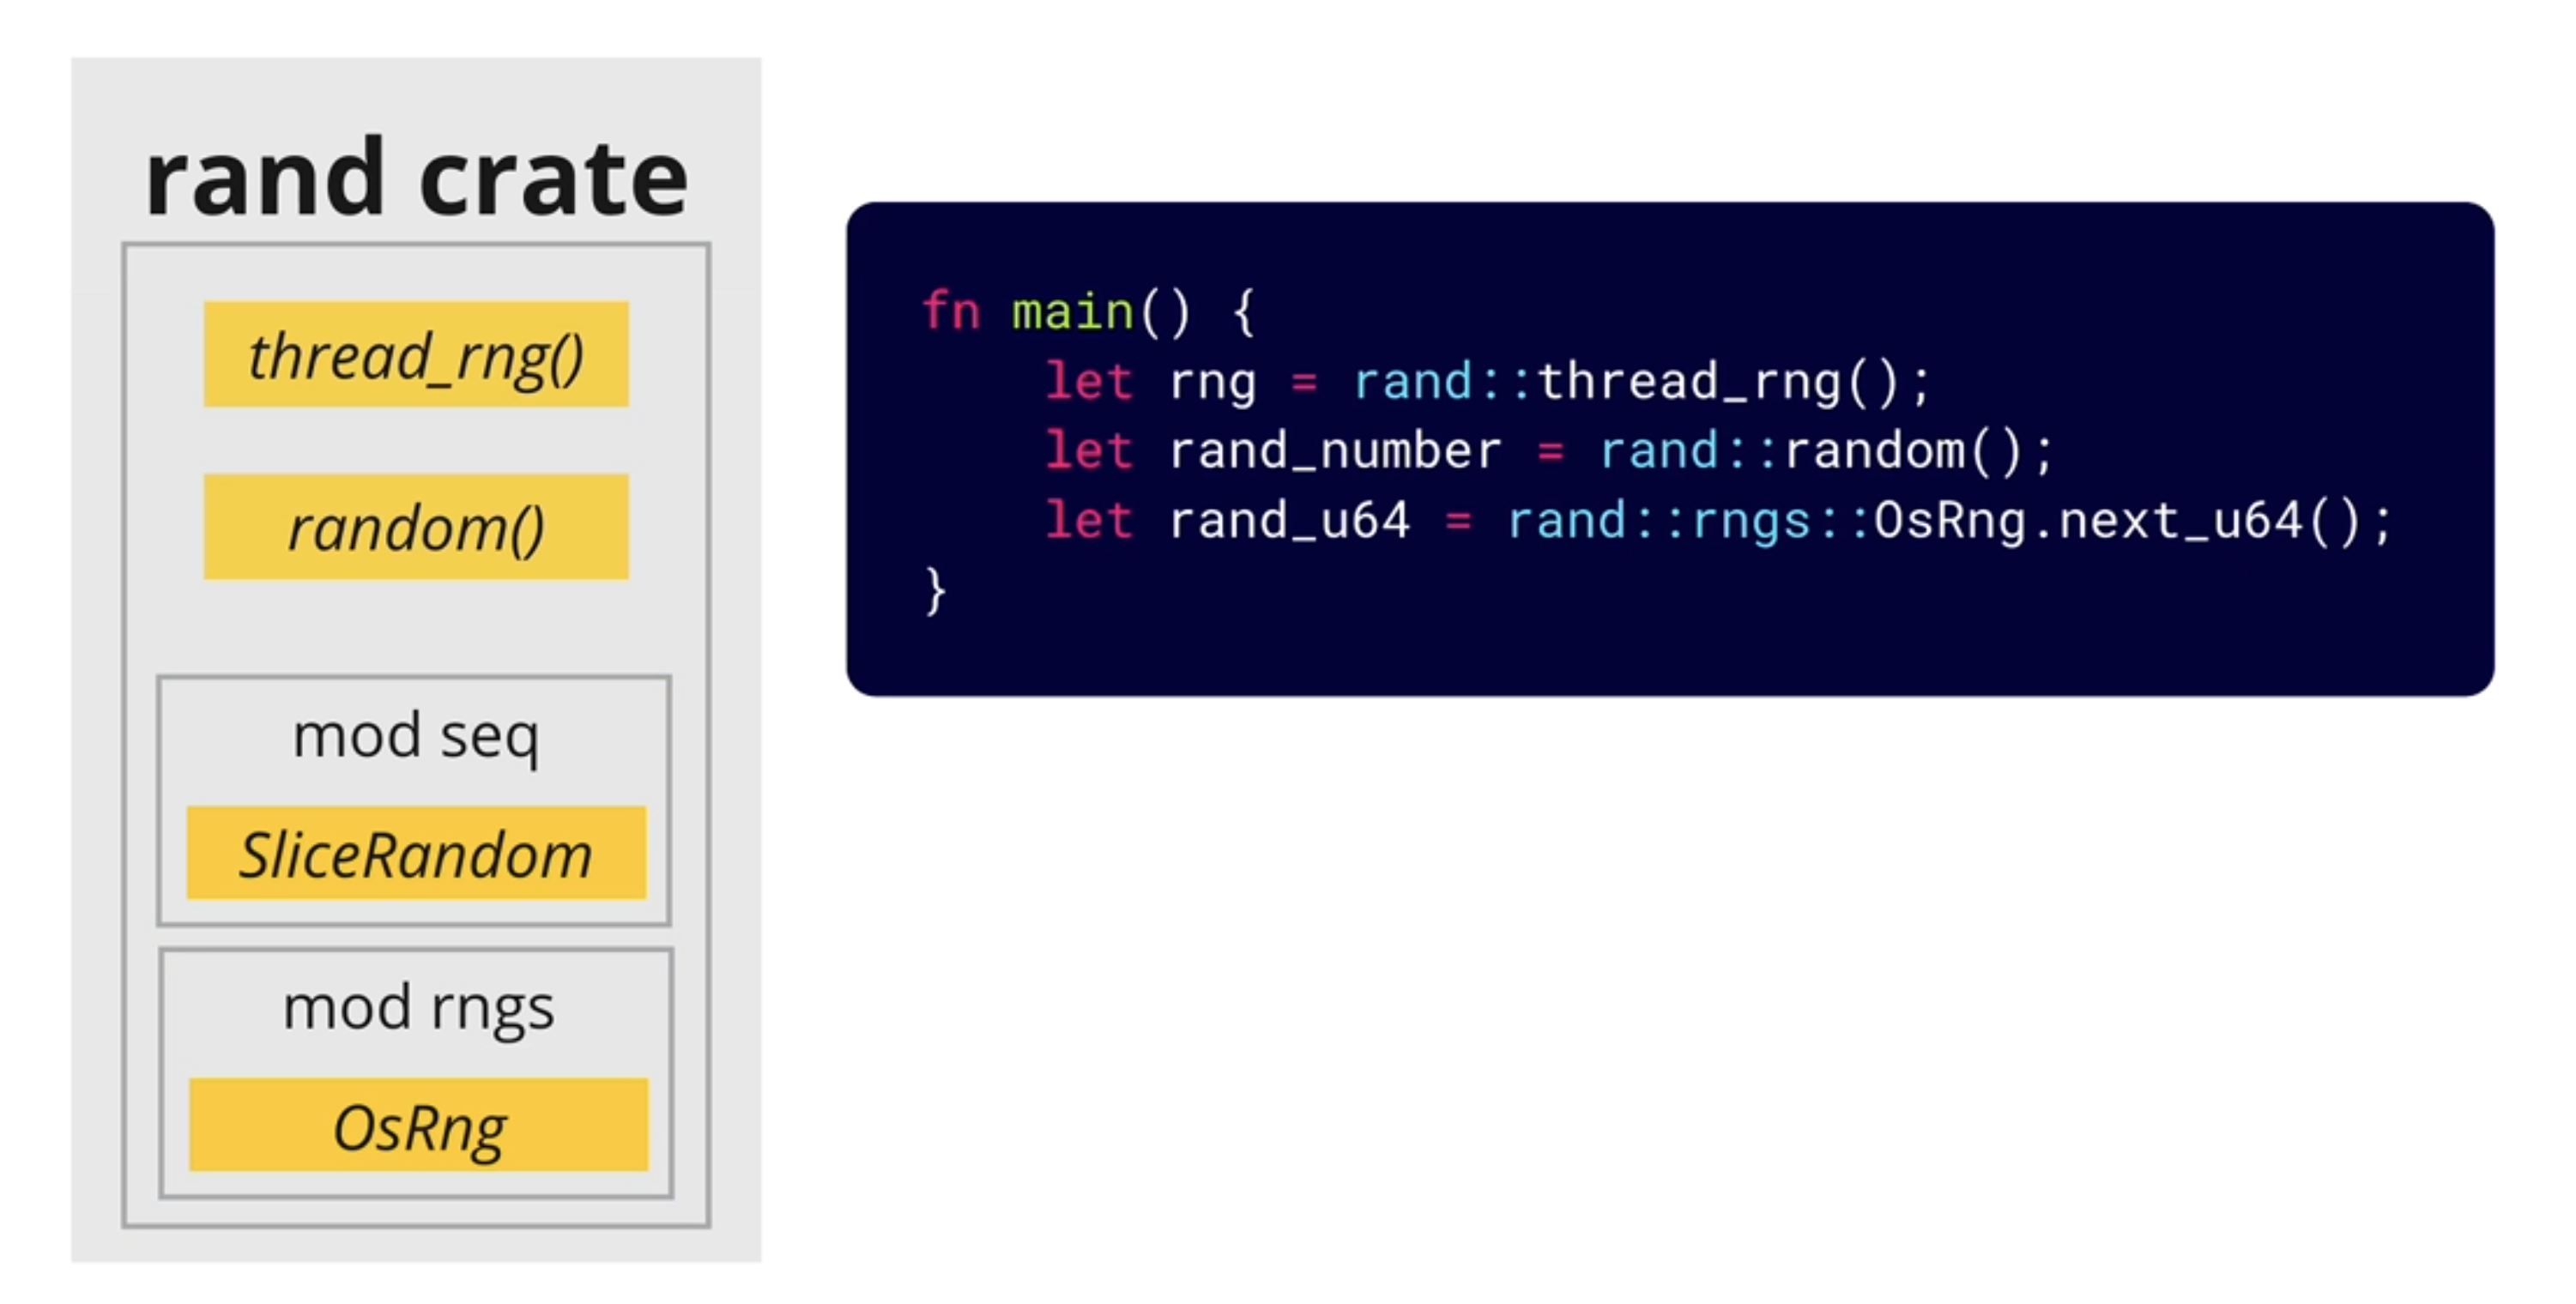 rand crate
thread_rng()
random()
mod seq
SliceRandom
mod rngs
OsRng
fn main() {
    let rng = rand::thread_rng();
    let rand_number = rand::random();
    let rand_u64 = rand::rngs::OsRng.next_u64();
}